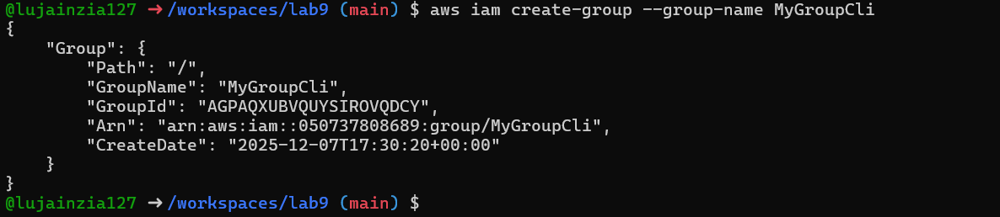 @lujainzia127 ➜ /workspaces/lab9 (main) $ aws iam create-group --group-name MyGroupCli
{
    "Group": {
        "Path": "/",
        "GroupName": "MyGroupCli",
        "GroupId": "AGPAQXUBVQUYSIROVQDCY",
        "Arn": "arn:aws:iam::050737808689:group/MyGroupCli",
        "CreateDate": "2025-12-07T17:30:20+00:00"
    }
}
@lujainzia127 ➜ /workspaces/lab9 (main) $